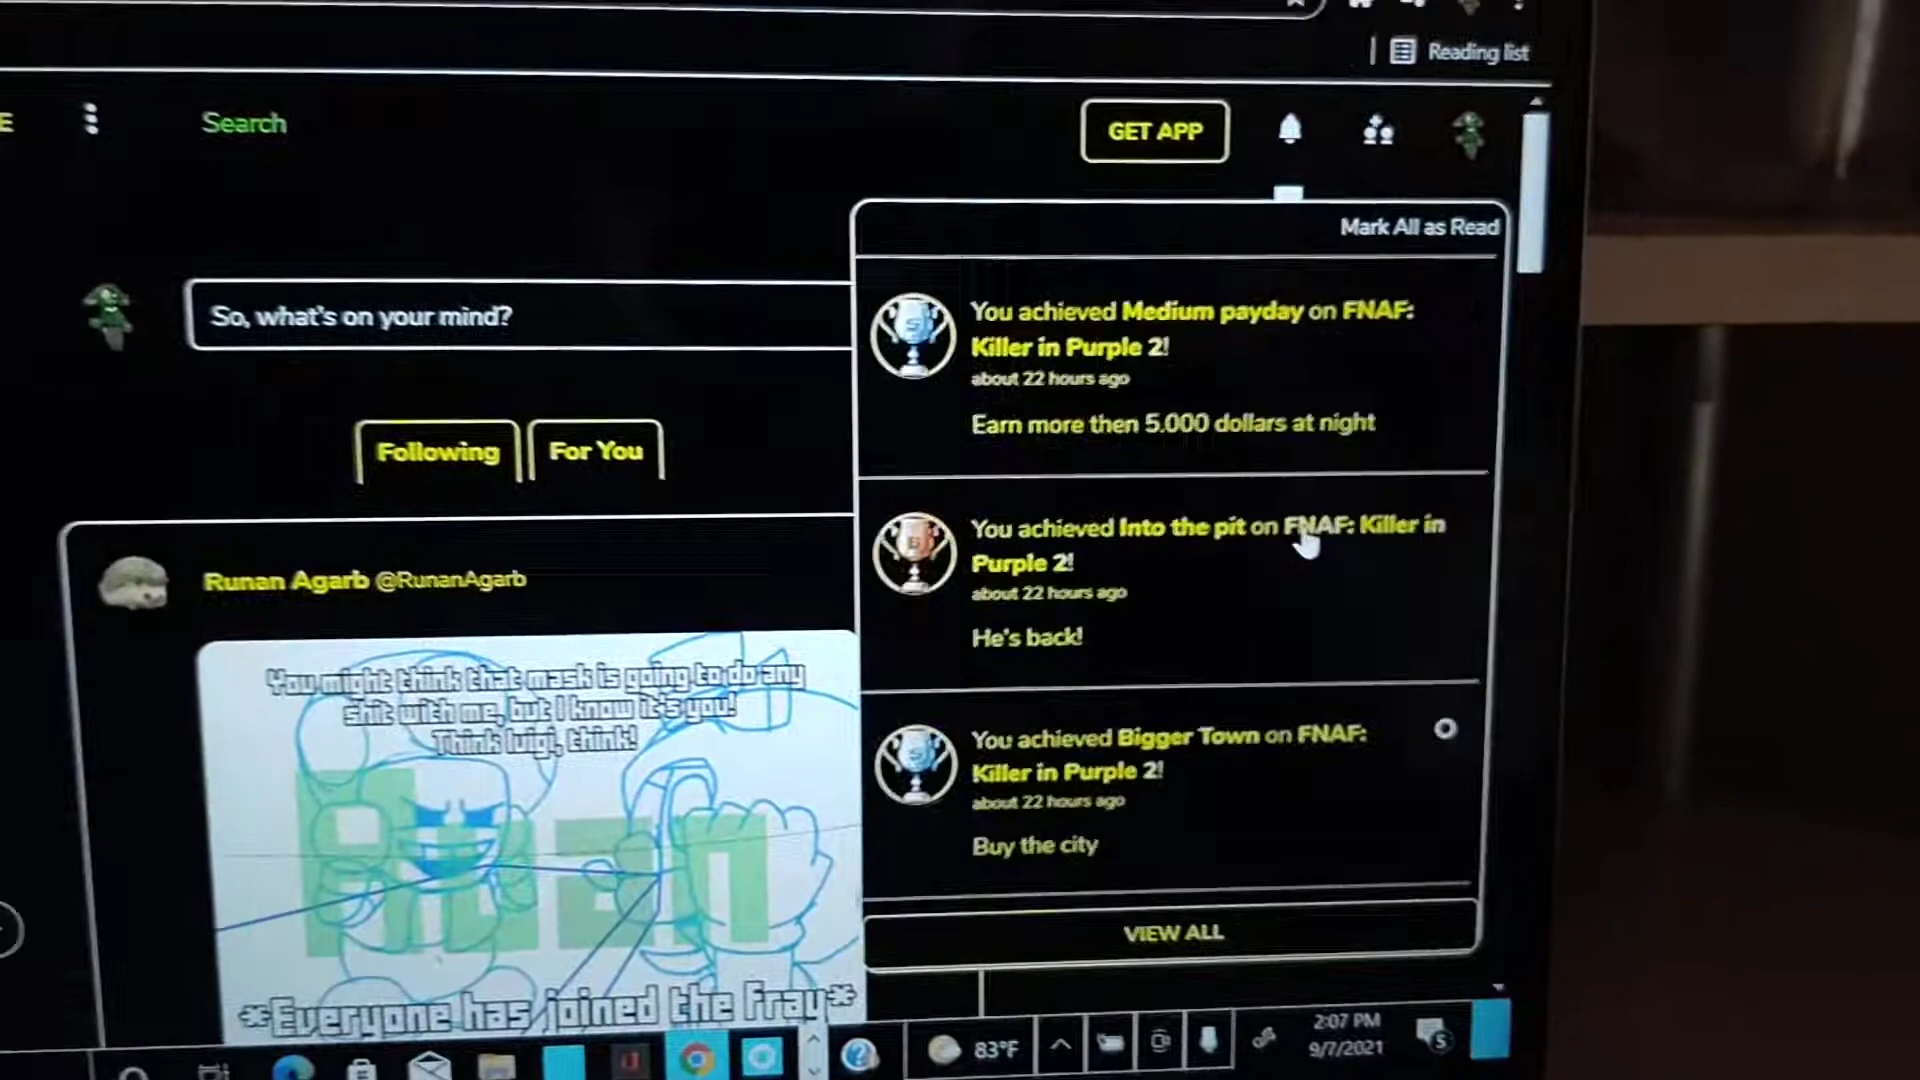 Reading list
E
Search
GET APP
Mark All as Read
So, what's on your mind?
You achieved Medium payday on FNAF:
Killer in Purple 2!
about 22 hours ago
Earn more then 5.000 dollars at night
Following
For You
You achieved Into the pit on FNAF: Killer in
Purple 2!
about 22 hours ago
He's back!
Runan Agarb @RunanAgarb
You might think that mask is going to do any
shit with me, but I know it's you!
Think luigi, think!
You achieved Bigger Town on FNAF:
Killer in Purple 2!
about 22 hours ago
Buy the city
VIEW ALL
*Everyone has joined the Fray*
83°F
2:07 PM
9/7/2021
5